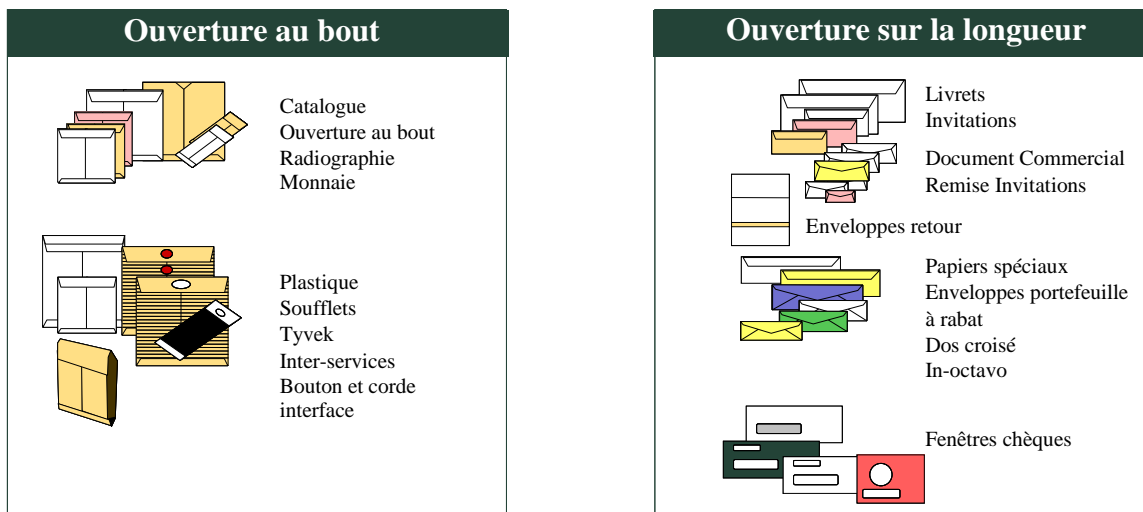 Ouverture au bout
Catalogue
Ouverture au bout
Radiographie
Monnaie
Plastique
Soufflets
Tyvek
Inter-services
Bouton et corde
interface
Ouverture sur la longueur
Livrets
Invitations
Document Commercial
Remise Invitations
Enveloppes retour
Papiers spéciaux
Enveloppes portefeuille
à rabat
Dos croisé
In-octavo
Fenêtres chèques